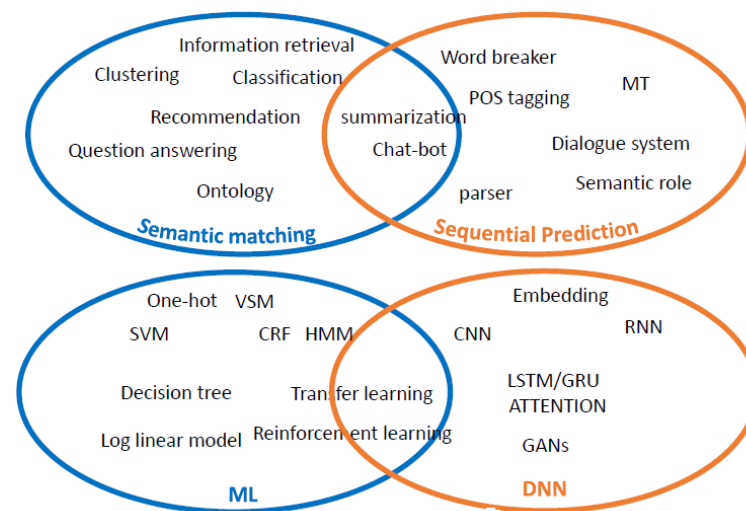 Information retrieval
Clustering
Classification
Recommendation
Question answering
Ontology
Semantic matching
summarization
Chat-bot
Word breaker
POS tagging
MT
Dialogue system
Semantic role
parser
Sequential Prediction
One-hot
VSM
SVM
CRF
HMM
Decision tree
Transfer learning
Log linear model
Reinforcement learning
ML
Embedding
CNN
RNN
LSTM/GRU
ATTENTION
GANs
DNN